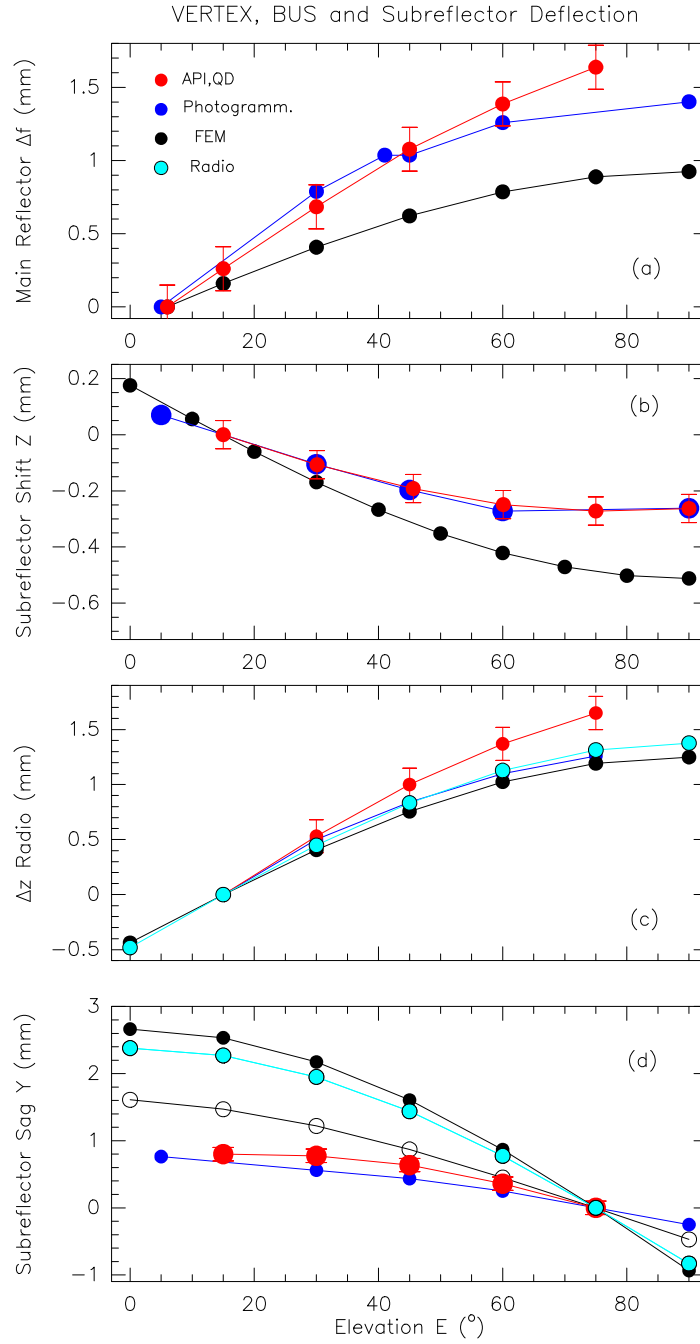 VERTEX, BUS and Subreflector Deflection
Main Reflector Δf (mm)
1.5
1
0.5
0
API,QD
Photogramm.
FEM
Radio
(a)
0 20 40 60 80
Subreflector Shift Z (mm)
0.2
0
−0.2
−0.4
−0.6
(b)
0 20 40 60 80
Δz Radio (mm)
1.5
1
0.5
0
−0.5
(c)
0 20 40 60 80
Subreflector Sag Y (mm)
3
2
1
0
−1
(d)
0 20 40 60 80
Elevation E (°)